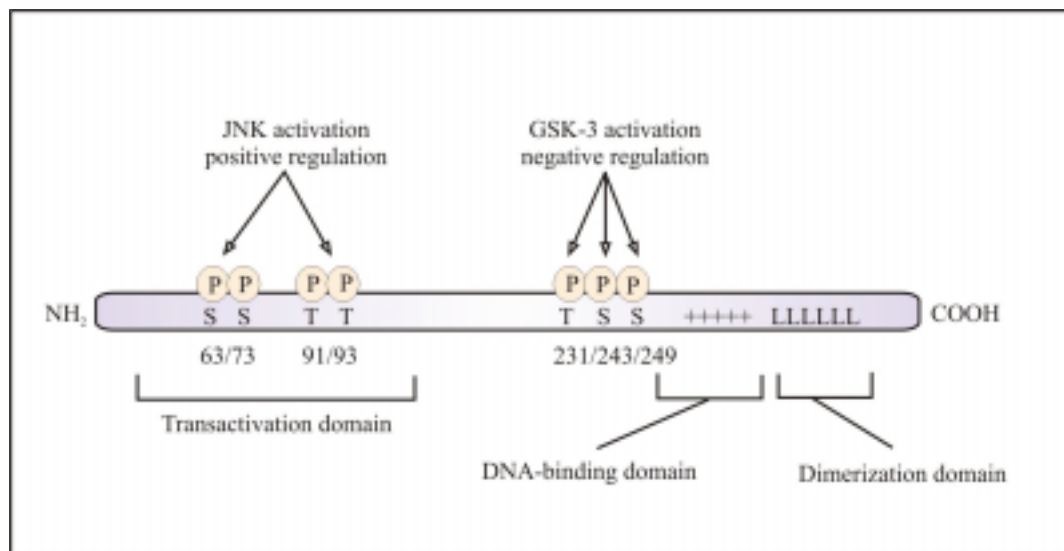 JNK activation
positive regulation
GSK-3 activation
negative regulation
P P P P P P P
NH₂ S S T T T S S +++++ LLLLLL COOH
63/73 91/93 231/243/249
Transactivation domain
DNA-binding domain
Dimerization domain